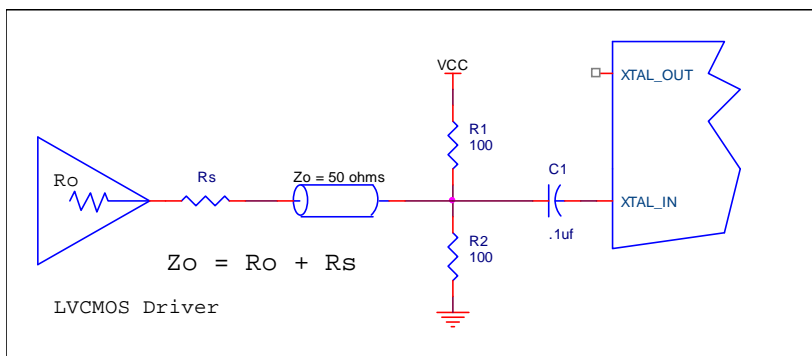 VCC
XTAL_OUT
R1
100
Ro
Rs
Zo = 50 ohms
C1
XTAL_IN
.1uf
R2
100
Zo = Ro + Rs
LVCMOS Driver